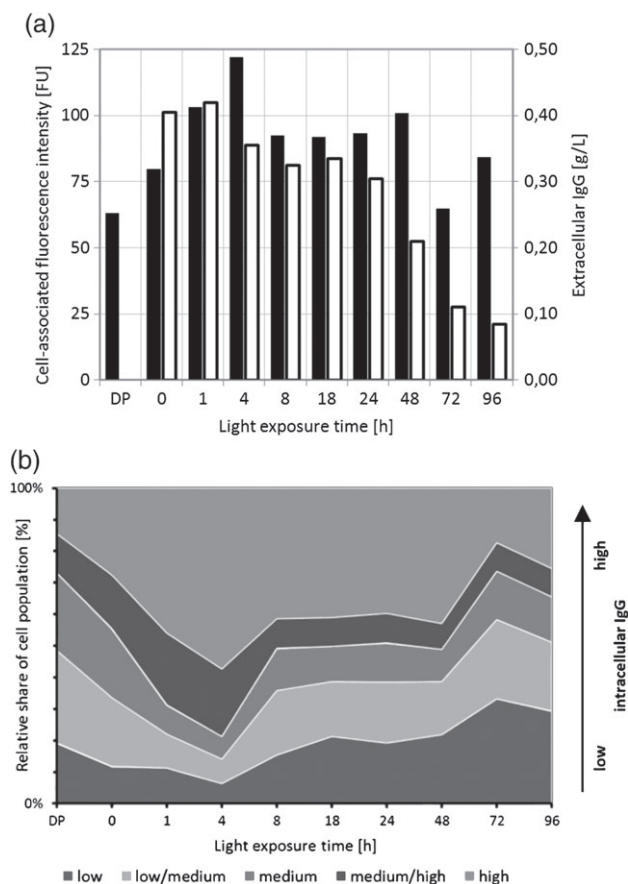 (a)
Cell-associated fluorescence intensity [FU]
125
100
75
50
25
0
0,50
0,40
0,30
0,20
0,10
0,00
Extracellular IgG [g/L]
DP 0 1 4 8 18 24 48 72 96
Light exposure time [h]
(b)
Relative share of cell population [%]
100%
0%
high
intracellular IgG
low
DP 0 1 4 8 18 24 48 72 96
Light exposure time [h]
low low/medium medium medium/high high